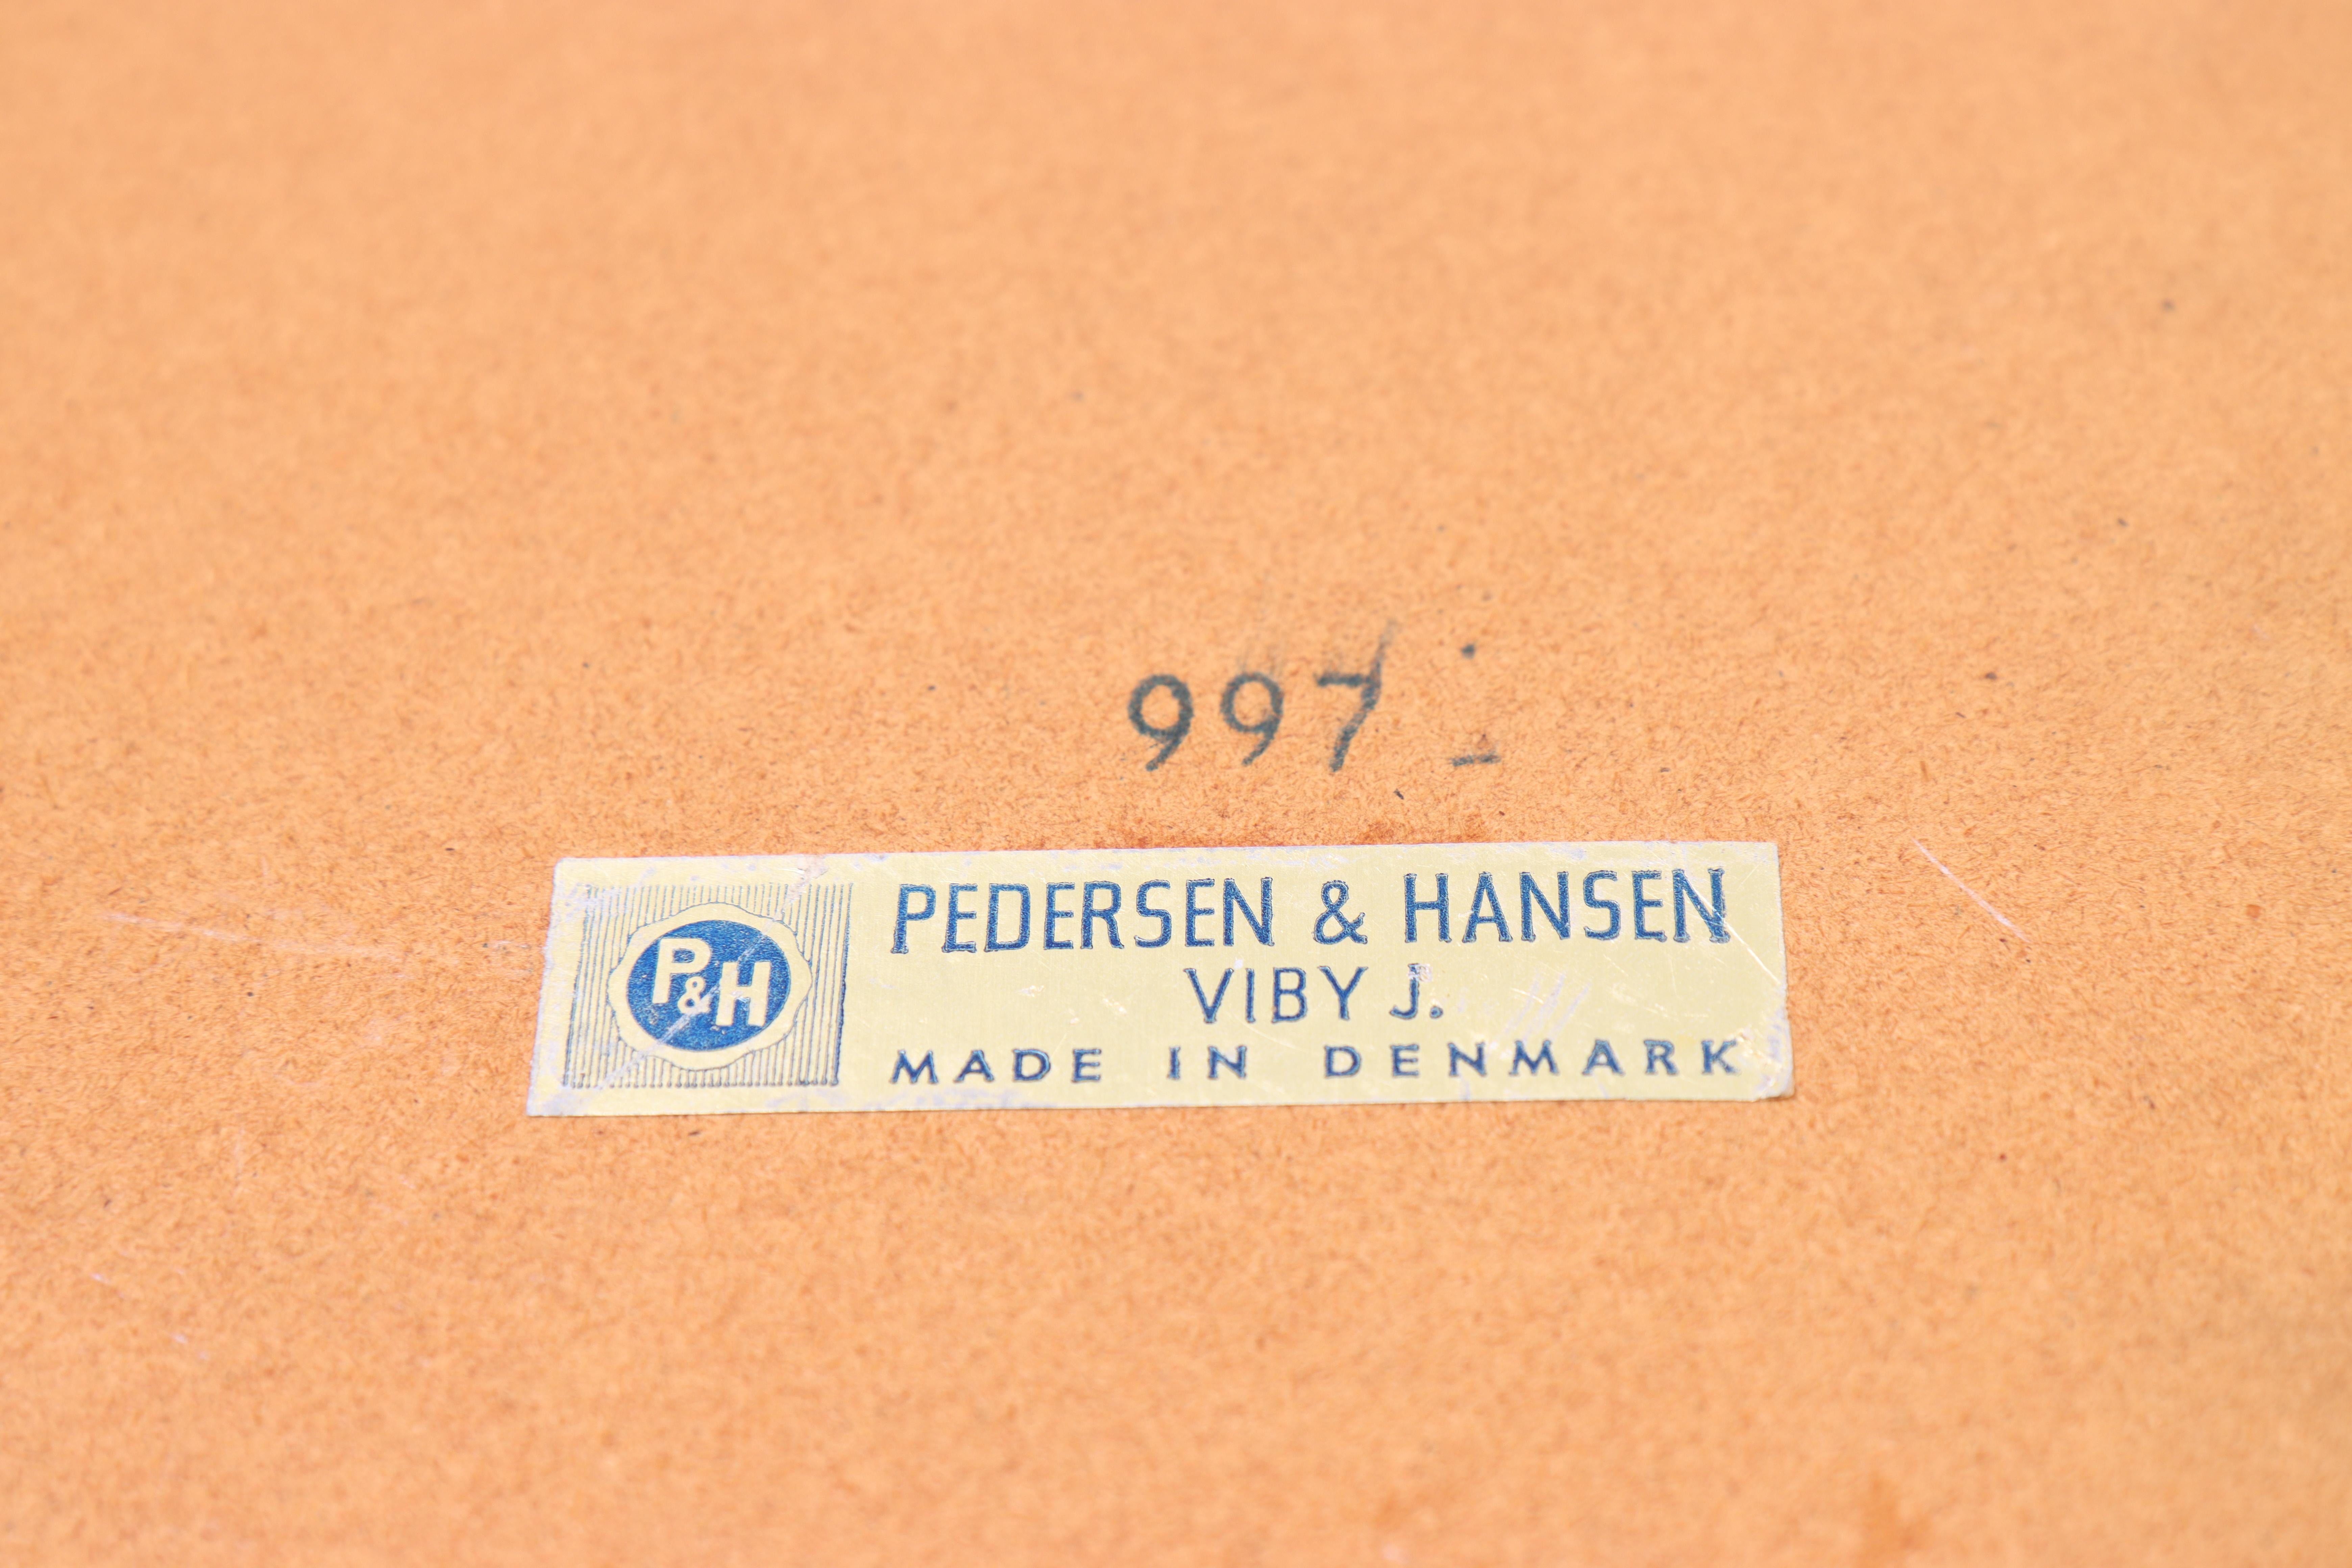 997
P&H
PEDERSEN & HANSEN
VIBY J.
MADE IN DENMARK